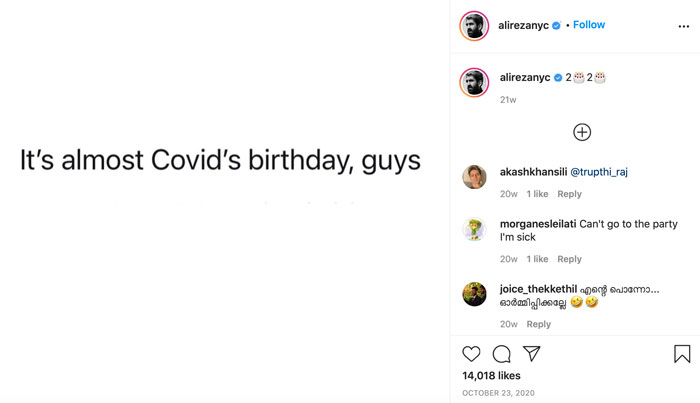 It's almost Covid's birthday, guys
alirezanyc • Follow
alirezanyc 2🎂2🎂
21w
akashkhansili @trupthi_raj
20w 1 like Reply
morganesleilati Can't go to the party
I'm sick
20w 1 like Reply
joice_thekkethil എന്റെ പൊന്നോ...
ഓർമ്മിപ്പിക്കല്ലേ 🤣🤣
20w Reply
14,018 likes
OCTOBER 23, 2020